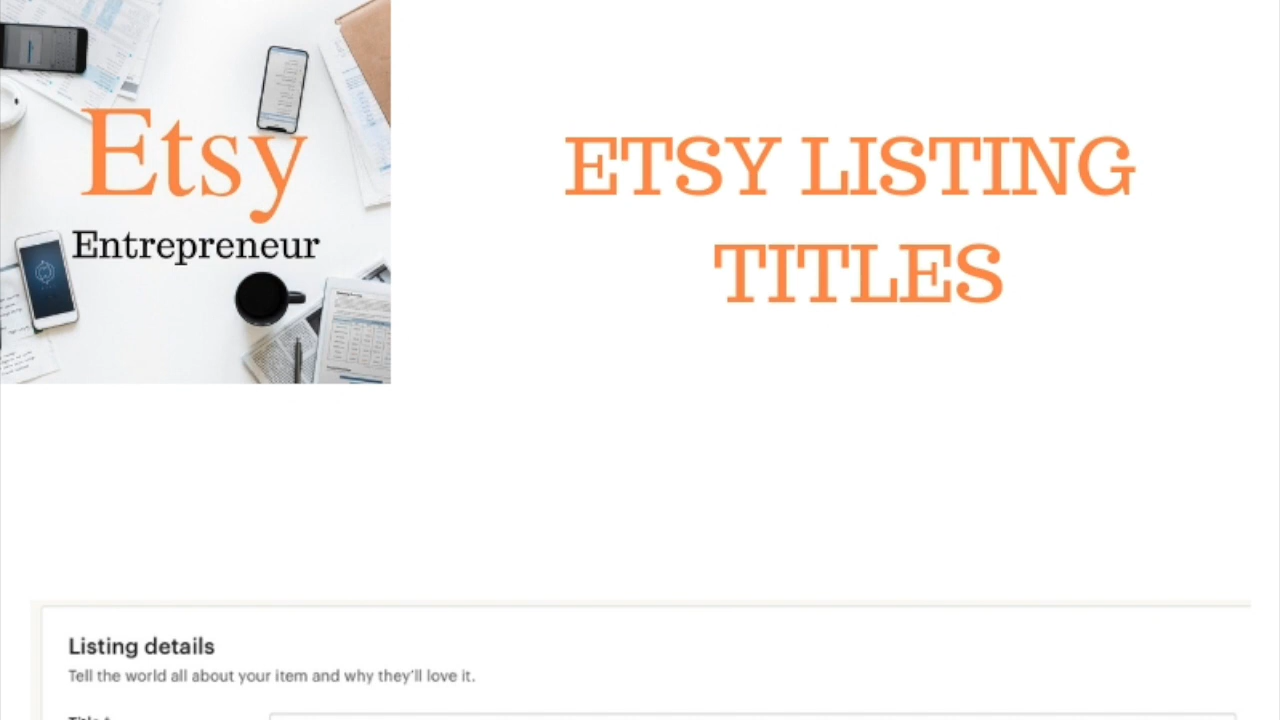 Etsy
Entrepreneur
ETSY LISTING
TITLES
Listing details
Tell the world all about your item and why they'll love it.
Title *